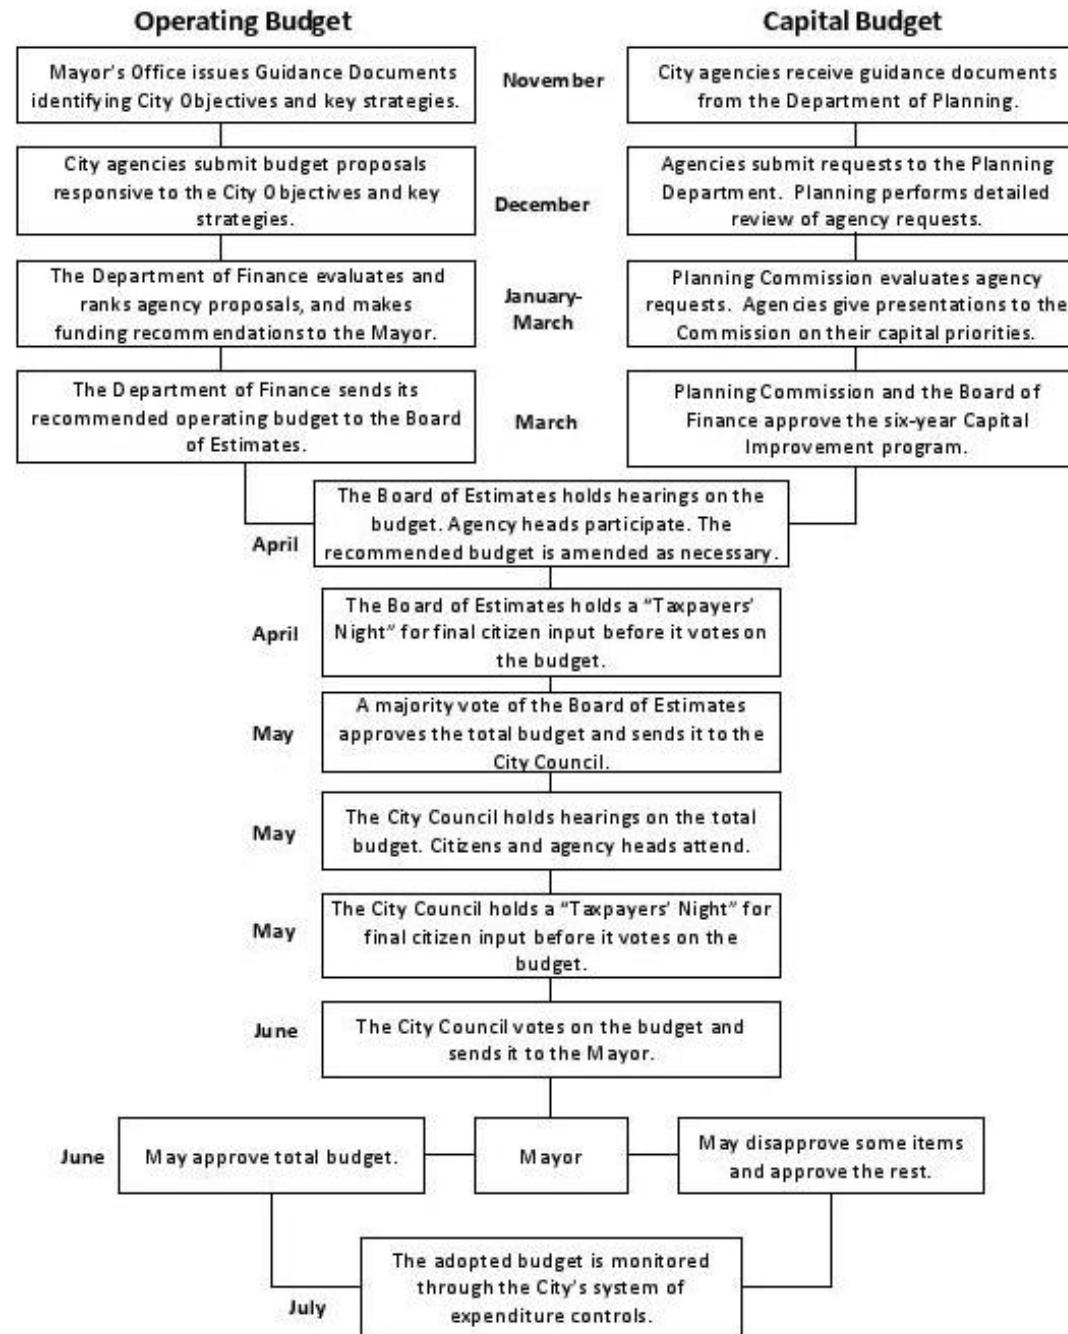 Operating Budget
Capital Budget
Mayor's Office issues Guidance Documents
identifying City Objectives and key strategies.
November
City agencies receive guidance documents
from the Department of Planning.
City agencies submit budget proposals
responsive to the City Objectives and key
strategies.
December
Agencies submit requests to the Planning
Department. Planning performs detailed
review of agency requests.
The Department of Finance evaluates and
ranks agency proposals, and makes
funding recommendations to the Mayor.
January-
March
Planning Commission evaluates agency
requests. Agencies give presentations to the
Commission on their capital priorities.
The Department of Finance sends its
recommended operating budget to the Board
of Estimates.
March
Planning Commission and the Board of
Finance approve the six-year Capital
Improvement program.
April
The Board of Estimates holds hearings on the
budget. Agency heads participate. The
recommended budget is amended as necessary.
April
The Board of Estimates holds a “Taxpayers’
Night” for final citizen input before it votes on
the budget.
May
A majority vote of the Board of Estimates
approves the total budget and sends it to the
City Council.
May
The City Council holds hearings on the total
budget. Citizens and agency heads attend.
May
The City Council holds a “Taxpayers’ Night” for
final citizen input before it votes on the
budget.
June
The City Council votes on the budget and
sends it to the Mayor.
June
May approve total budget.
Mayor
May disapprove some items
and approve the rest.
July
The adopted budget is monitored
through the City’s system of
expenditure controls.